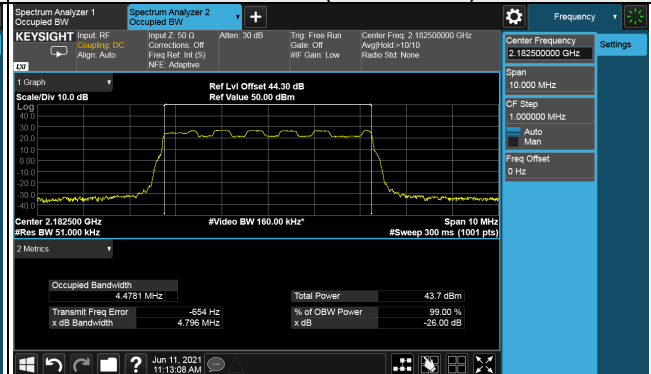 Spectrum Analyzer 1
Occupied BW
Spectrum Analyzer 2
Occupied BW
Frequency
KEYSIGHT
Input: RF
Coupling: DC
Align: Auto
Input Z: 50 Ω
Corrections: Off
Freq Ref: Int (S)
NFE: Adaptive
Atten: 30 dB
Trig: Free Run
Gate: Off
#IF Gain: Low
Center Freq: 2.182500000 GHz
Avg|Hold:>10/10
Radio Std: None
LXI
Center Frequency
2.182500000 GHz
Settings
Span
10.000 MHz
CF Step
1.000000 MHz
Auto
Man
Freq Offset
0 Hz
1 Graph
Scale/Div 10.0 dB
Ref Lvl Offset 44.30 dB
Ref Value 50.00 dBm
Log
40.0
30.0
20.0
10.0
0.00
-10.0
-20.0
-30.0
-40.0
Center 2.182500 GHz
#Res BW 51.000 kHz
#Video BW 160.00 kHz*
Span 10 MHz
#Sweep 300 ms (1001 pts)
2 Metrics
Occupied Bandwidth
4.4781 MHz
Total Power 43.7 dBm
Transmit Freq Error -654 Hz
% of OBW Power 99.00 %
x dB Bandwidth 4.796 MHz
x dB -26.00 dB
?
Jun 11, 2021
11:13:08 AM